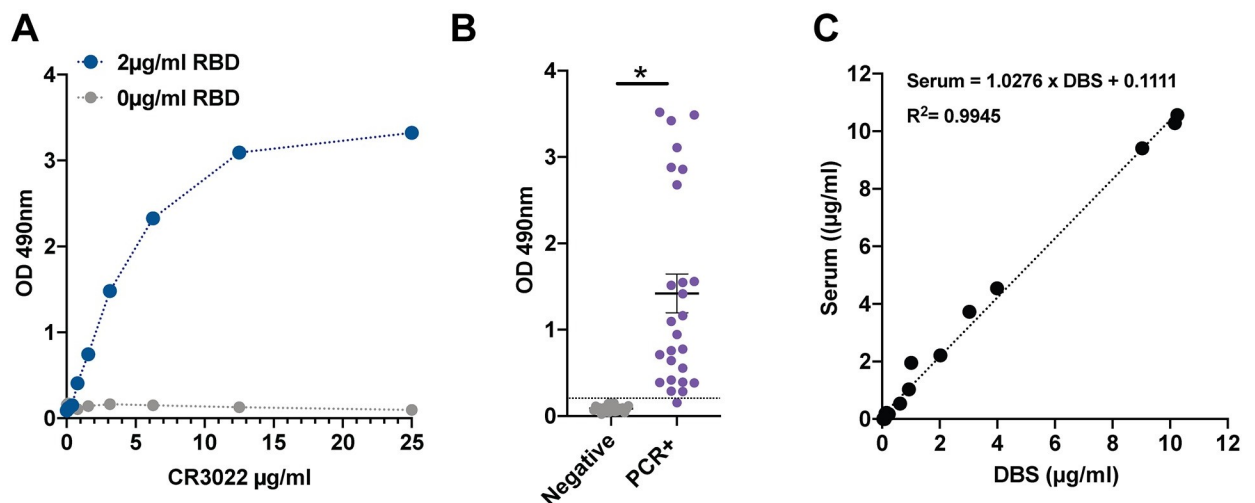 A
2µg/ml RBD
0µg/ml RBD
OD 490nm
4
3
2
1
0
0 5 10 15 20 25
CR3022 µg/ml
B
*
OD 490nm
4
3
2
1
0
Negative
PCR+
C
Serum = 1.0276 x DBS + 0.1111
R²= 0.9945
Serum ((µg/ml)
12
10
8
6
4
2
0
0 2 4 6 8 10 12
DBS (µg/ml)